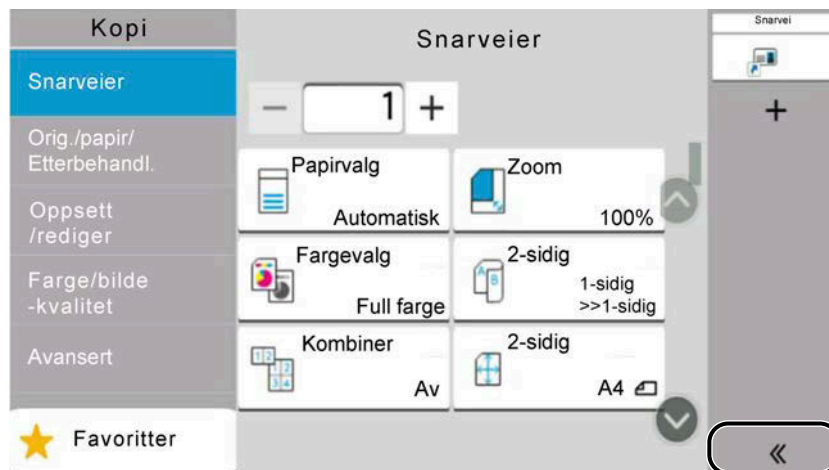 Kopi
Snarveier
Orig./papir/
Etterbehandl.
Oppsett
/rediger
Farge/bilde
-kvalitet
Avansert
Favoritter
Snarveier
1
Papirvalg
Automatisk
Zoom
100%
Fargevalg
Full farge
2-sidig
1-sidig
>>1-sidig
Kombiner
Av
2-sidig
A4
Snarvei